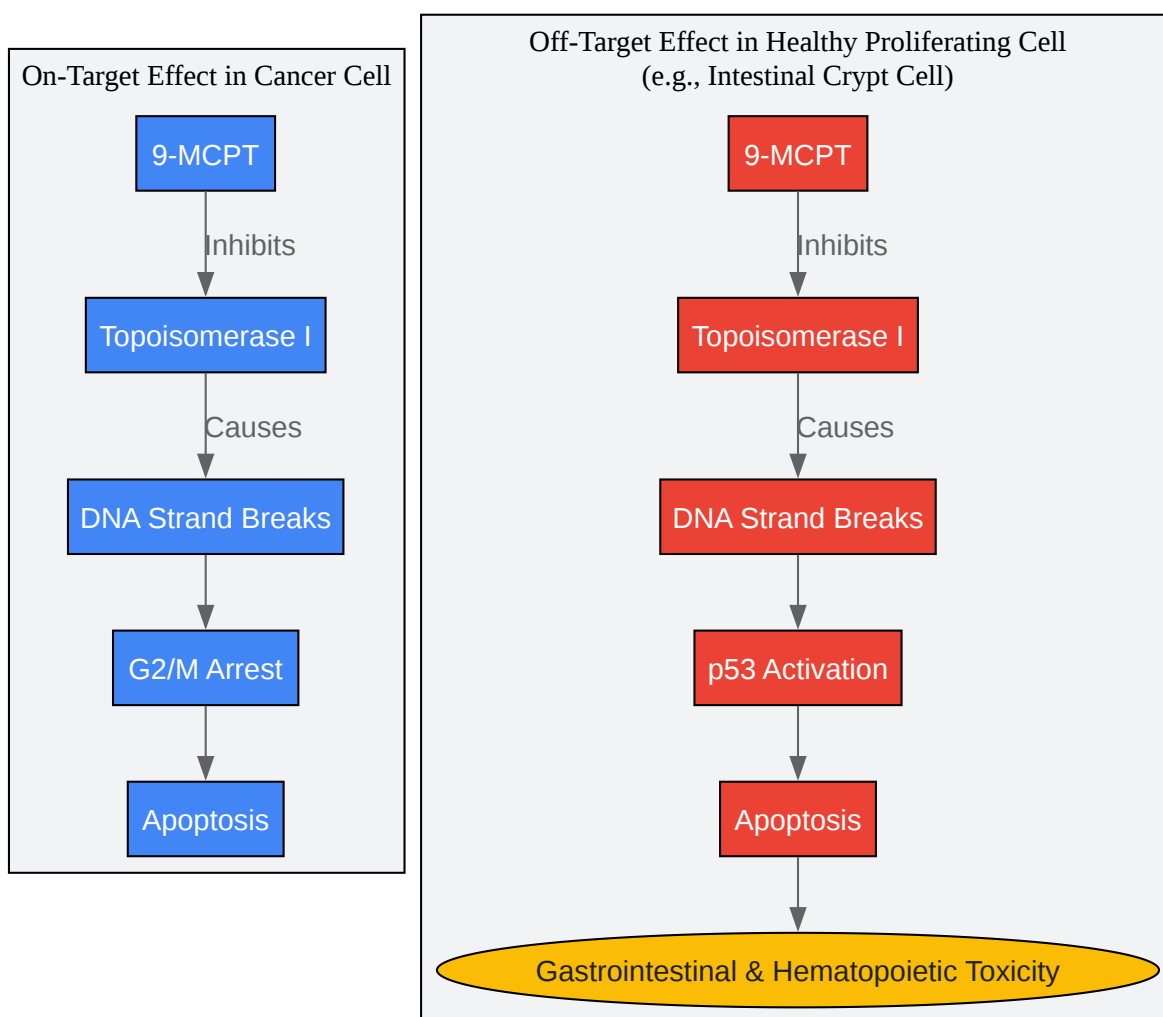 On-Target Effect in Cancer Cell
9-MCPT
Inhibits
Topoisomerase I
Causes
DNA Strand Breaks
G2/M Arrest
Apoptosis
Off-Target Effect in Healthy Proliferating Cell
(e.g., Intestinal Crypt Cell)
9-MCPT
Inhibits
Topoisomerase I
Causes
DNA Strand Breaks
p53 Activation
Apoptosis
Gastrointestinal & Hematopoietic Toxicity